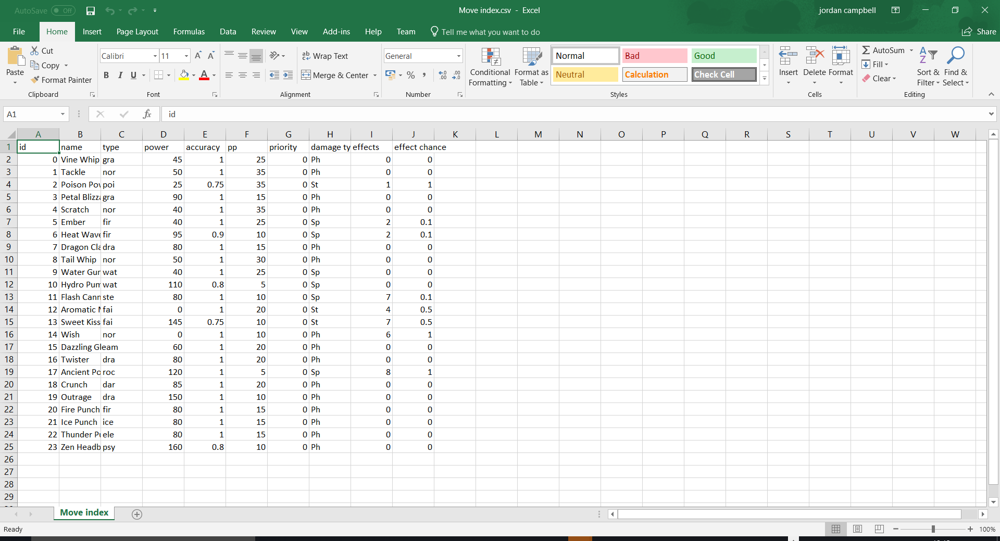 AutoSave Off Move index.csv - Excel jordan campbell
File Home Insert Page Layout Formulas Data Review View Add-ins Help Team Tell me what you want to do Share
Paste Cut Copy Format Painter Clipboard
Calibri 11 B I U Font
Wrap Text Merge & Center Alignment
General % Number
Conditional Formatting Format as Table Normal Bad Good Neutral Calculation Check Cell Styles
Insert Delete Format Cells
AutoSum Fill Clear Sort & Filter Find & Select Editing
A1 fx id
A B C D E F G H I J K L M N O P Q R S T U V W
1 id name type power accuracy pp priority damage ty effects effect chance
2 0 Vine Whip gra 45 1 25 0 Ph 0 0
3 1 Tackle nor 50 1 35 0 Ph 0 0
4 2 Poison Po poi 25 0.75 35 0 St 1 1
5 3 Petal Blizz gra 90 1 15 0 Ph 0 0
6 4 Scratch nor 40 1 35 0 Ph 0 0
7 5 Ember fir 40 1 25 0 Sp 2 0.1
8 6 Heat Wave fir 95 0.9 10 0 Sp 2 0.1
9 7 Dragon Cla dra 80 1 15 0 Ph 0 0
10 8 Tail Whip nor 50 1 30 0 Ph 0 0
11 9 Water Gun wat 40 1 25 0 Sp 0 0
12 10 Hydro Pum wat 110 0.8 5 0 Sp 0 0
13 11 Flash Cann ste 80 1 10 0 Sp 7 0.1
14 12 Aromatic fai 0 1 20 0 St 4 0.5
15 13 Sweet Kiss fai 145 0.75 10 0 St 7 0.5
16 14 Wish nor 0 1 10 0 Ph 6 1
17 15 Dazzling Gleam 60 1 20 0 Ph 0 0
18 16 Twister dra 80 1 20 0 Ph 0 0
19 17 Ancient Po roc 120 1 5 0 Sp 8 1
20 18 Crunch dar 85 1 20 0 Ph 0 0
21 19 Outrage dra 150 1 10 0 Ph 0 0
22 20 Fire Punch fir 80 1 15 0 Ph 0 0
23 21 Ice Punch ice 80 1 15 0 Ph 0 0
24 22 Thunder P ele 80 1 15 0 Ph 0 0
25 23 Zen Headb psy 160 0.8 10 0 Ph 0 0
26
27
28
29
Move index
Ready 100%